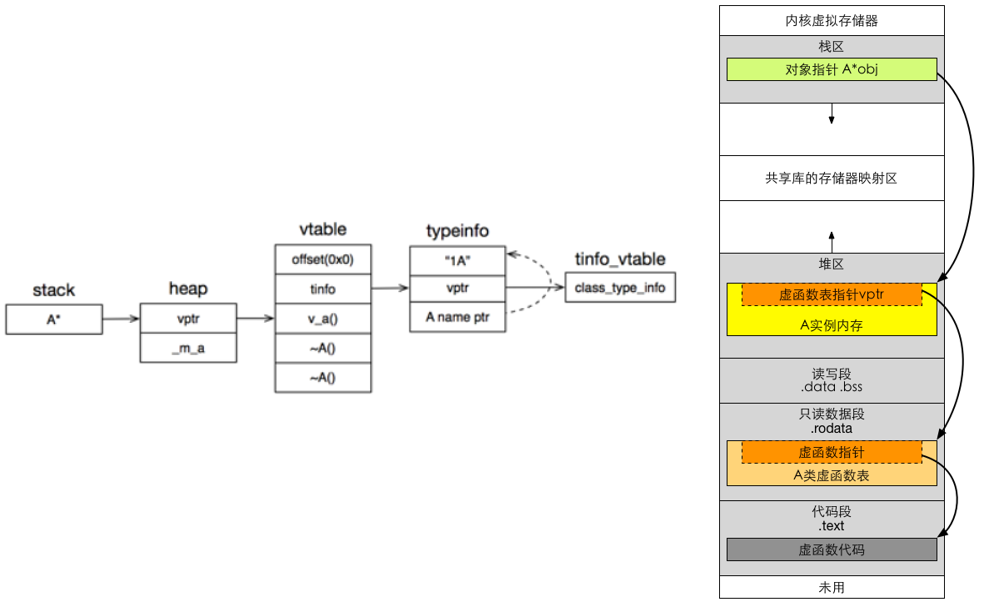 stack
A*
heap
vptr
_m_a
vtable
offset(0x0)
tinfo
v_a()
~A()
~A()
typeinfo
"1A"
vptr
A name ptr
tinfo_vtable
class_type_info
内核虚拟存储器
栈区
对象指针 A*obj
共享库的存储器映射区
堆区
虚函数表指针vptr
A实例内存
读写段
.data .bss
只读数据段
.rodata
虚函数指针
A类虚函数表
代码段
.text
虚函数代码
未用